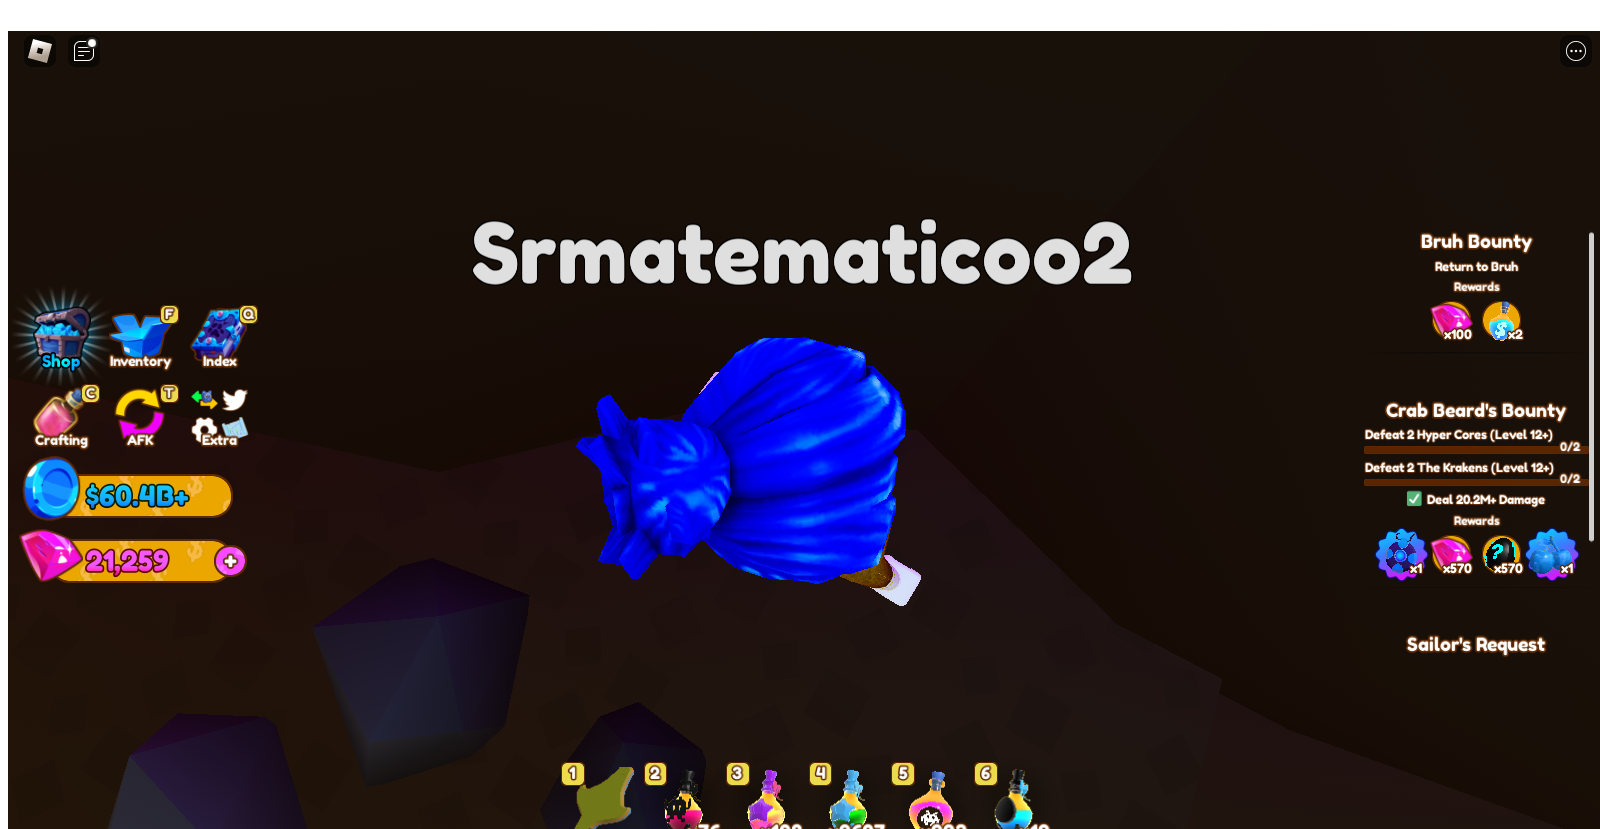 Srmatematicoo2
F
Q
Shop
Inventory
Index
C
T
Crafting
AFK
Extra
$60.4B+
21,259
+
Bruh Bounty
Return to Bruh
Rewards
x100
x2
Crab Beard's Bounty
Defeat 2 Hyper Cores (Level 12+)
0/2
Defeat 2 The Krakens (Level 12+)
0/2
Deal 20.2M+ Damage
Rewards
x1
x570
x570
x1
Sailor's Request
1
2
3
4
5
6